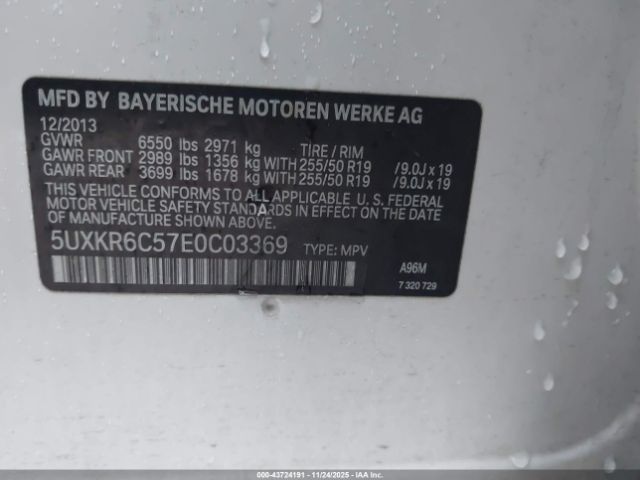 MFD BY BAYERISCHE MOTOREN WERKE AG
12/2013
GVWR 6550 lbs 2971 kg TIRE / RIM
GAWR FRONT 2989 lbs 1356 kg WITH 255/50 R19 /9.0J x 19
GAWR REAR 3699 lbs 1678 kg WITH 255/50 R19 /9.0J x 19
THIS VEHICLE CONFORMS TO ALL APPLICABLE U. S. FEDERAL
MOTOR VEHICLE SAFETY STANDARDS IN EFFECT ON THE DATE OF
MANUFACTURE SHOWN ABOVE.
5UXKR6C57E0C03369 TYPE: MPV
A96M
7 320 729
000-43724191 - 11/24/2025 - © IAA Inc.